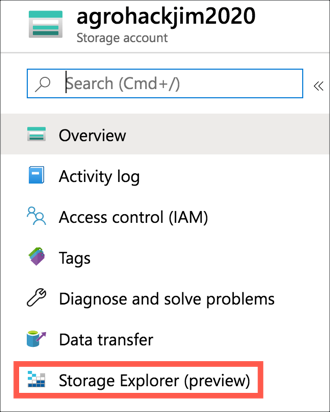 agrohackjim2020
Storage account
Search (Cmd+/)
«
Overview
Activity log
Access control (IAM)
Tags
Diagnose and solve problems
Data transfer
Storage Explorer (preview)